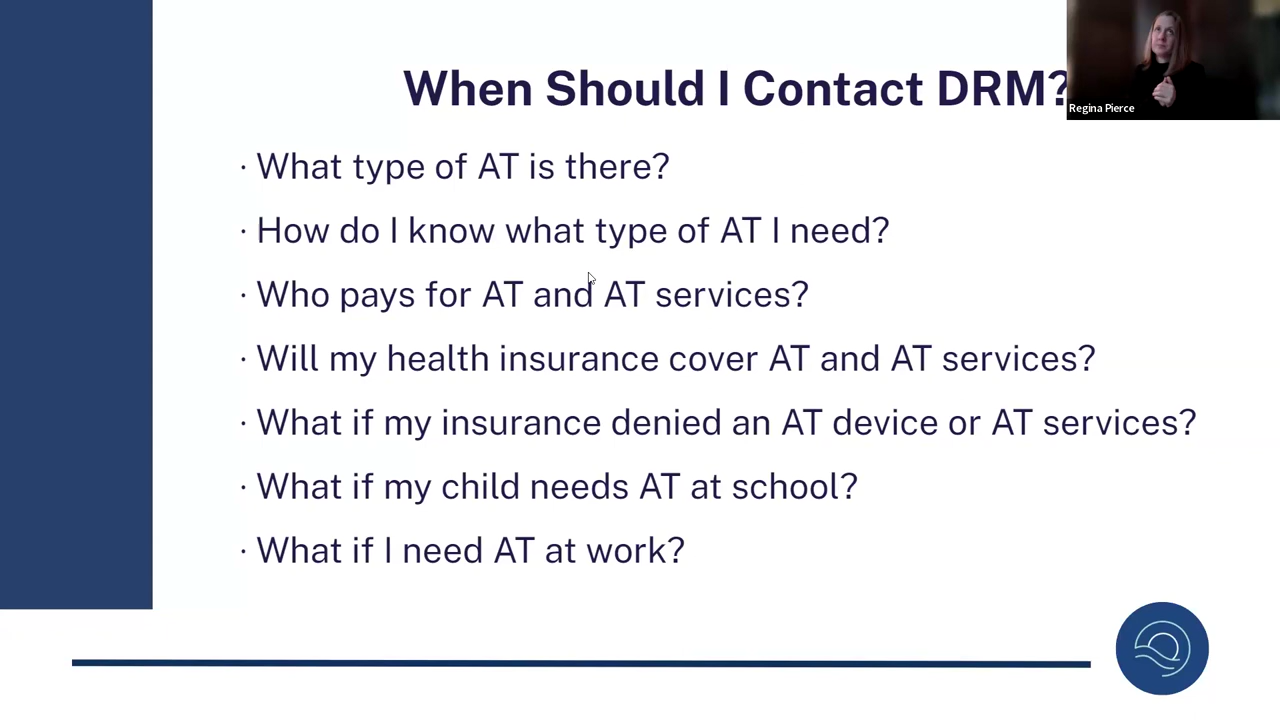 When Should I Contact DRM?
Regina Pierce
· What type of AT is there?
· How do I know what type of AT I need?
· Who pays for AT and AT services?
· Will my health insurance cover AT and AT services?
· What if my insurance denied an AT device or AT services?
· What if my child needs AT at school?
· What if I need AT at work?